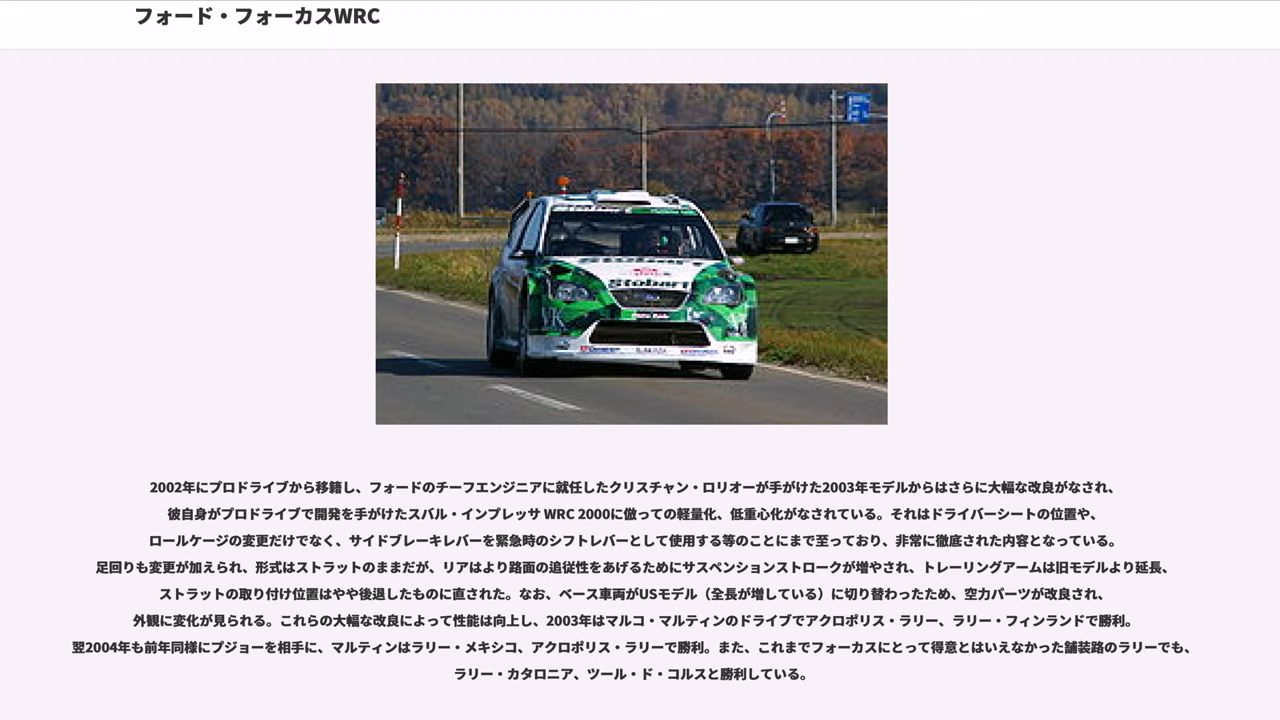 フォード・フォーカスWRC
Stobart
2002年にプロドライブから移籍し、フォードのチーフエンジニアに就任したクリスチャン・ロリオーが手がけた2003年モデルからはさらに大幅な改良がなされ、
彼自身がプロドライブで開発を手がけたスバル・インプレッサ WRC 2000に倣っての軽量化、低重心化がなされている。それはドライバーシートの位置や、
ロールケージの変更だけでなく、サイドブレーキレバーを緊急時のシフトレバーとして使用する等のことにまで至っており、非常に徹底された内容となっている。
足回りも変更が加えられ、形式はストラットのままだが、リアはより路面の追従性をあげるためにサスペンションストロークが増やされ、トレーリングアームは旧モデルより延長、
ストラットの取り付け位置はやや後退したものに直された。なお、ベース車両がUSモデル（全長が増している）に切り替わったため、空力パーツが改良され、
外観に変化が見られる。これらの大幅な改良によって性能は向上し、2003年はマルコ・マルティンのドライブでアクロポリス・ラリー、ラリー・フィンランドで勝利。
翌2004年も前年同様にプジョーを相手に、マルティンはラリー・メキシコ、アクロポリス・ラリーで勝利。また、これまでフォーカスにとって得意とはいえなかった舗装路のラリーでも、
ラリー・カタロニア、ツール・ド・コルスと勝利している。